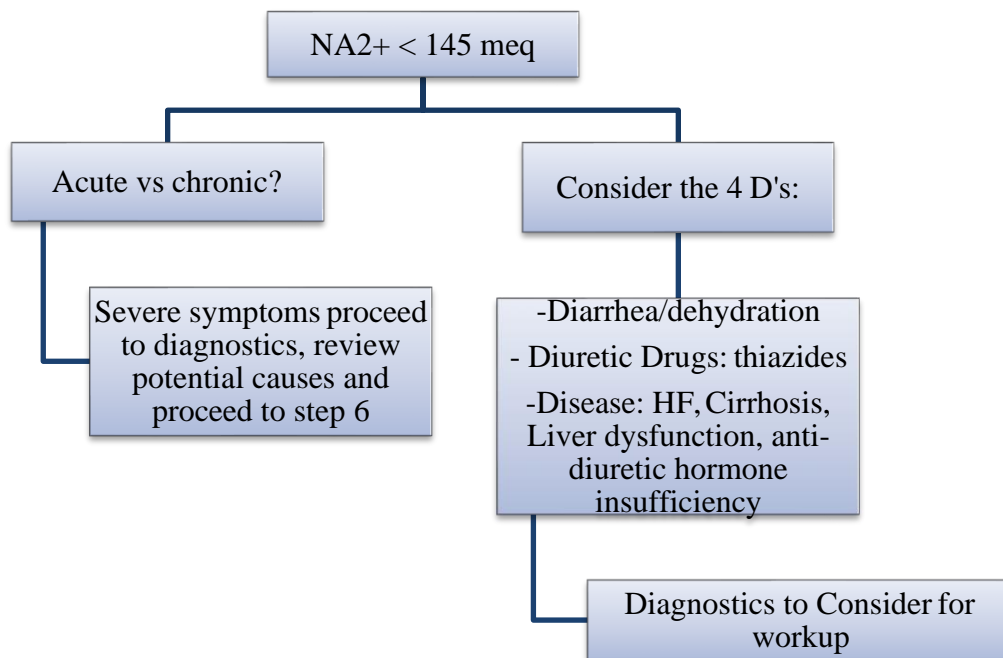 NA2+ < 145 meq
Acute vs chronic?
Severe symptoms proceed
to diagnostics, review
potential causes and
proceed to step 6
Consider the 4 D's:
-Diarrhea/dehydration
- Diuretic Drugs: thiazides
-Disease: HF, Cirrhosis,
Liver dysfunction, anti-
diuretic hormone
insufficiency
Diagnostics to Consider for
workup